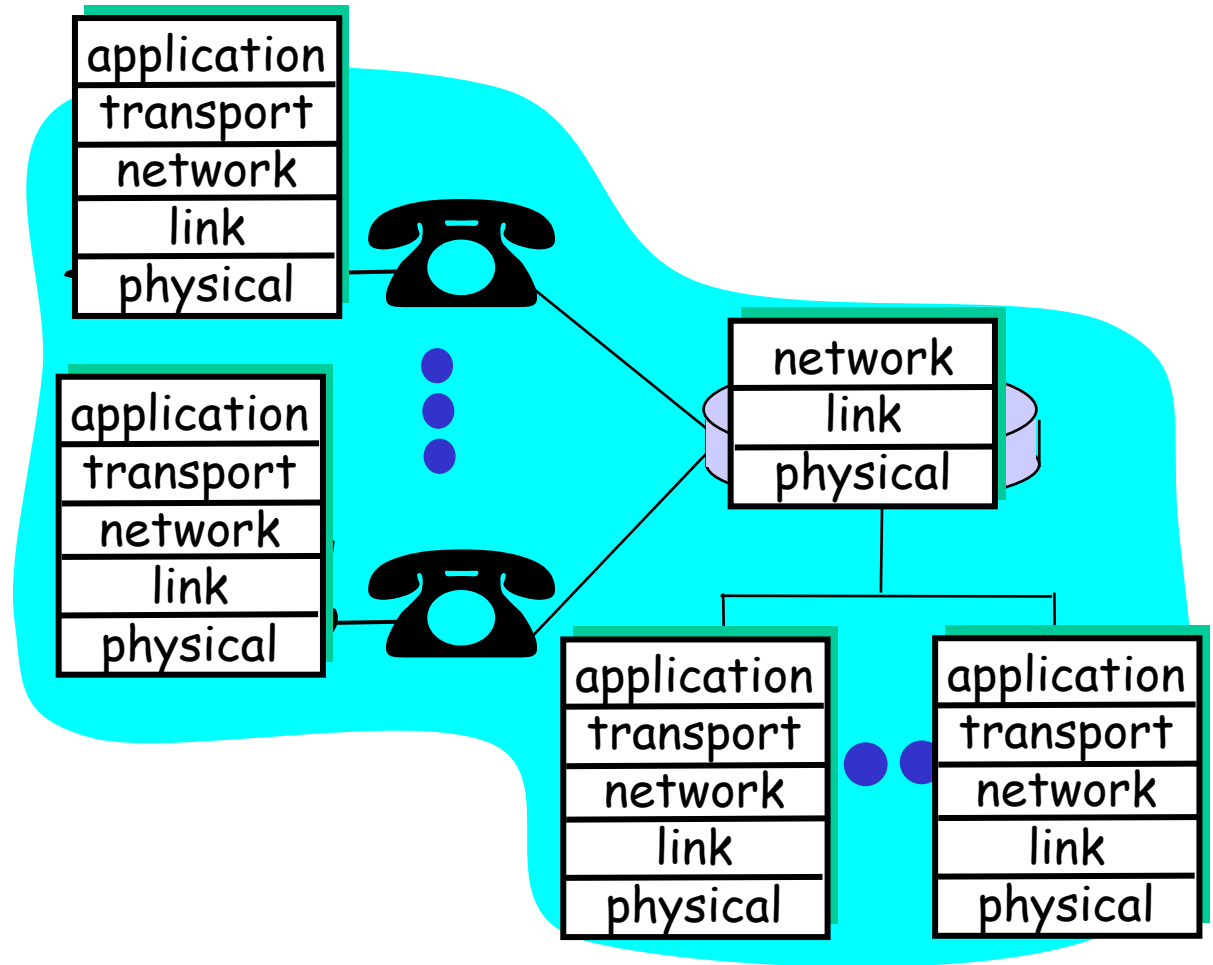 application
transport
network
link
physical
application
transport
network
link
physical
network
link
physical
application
transport
network
link
physical
application
transport
network
link
physical